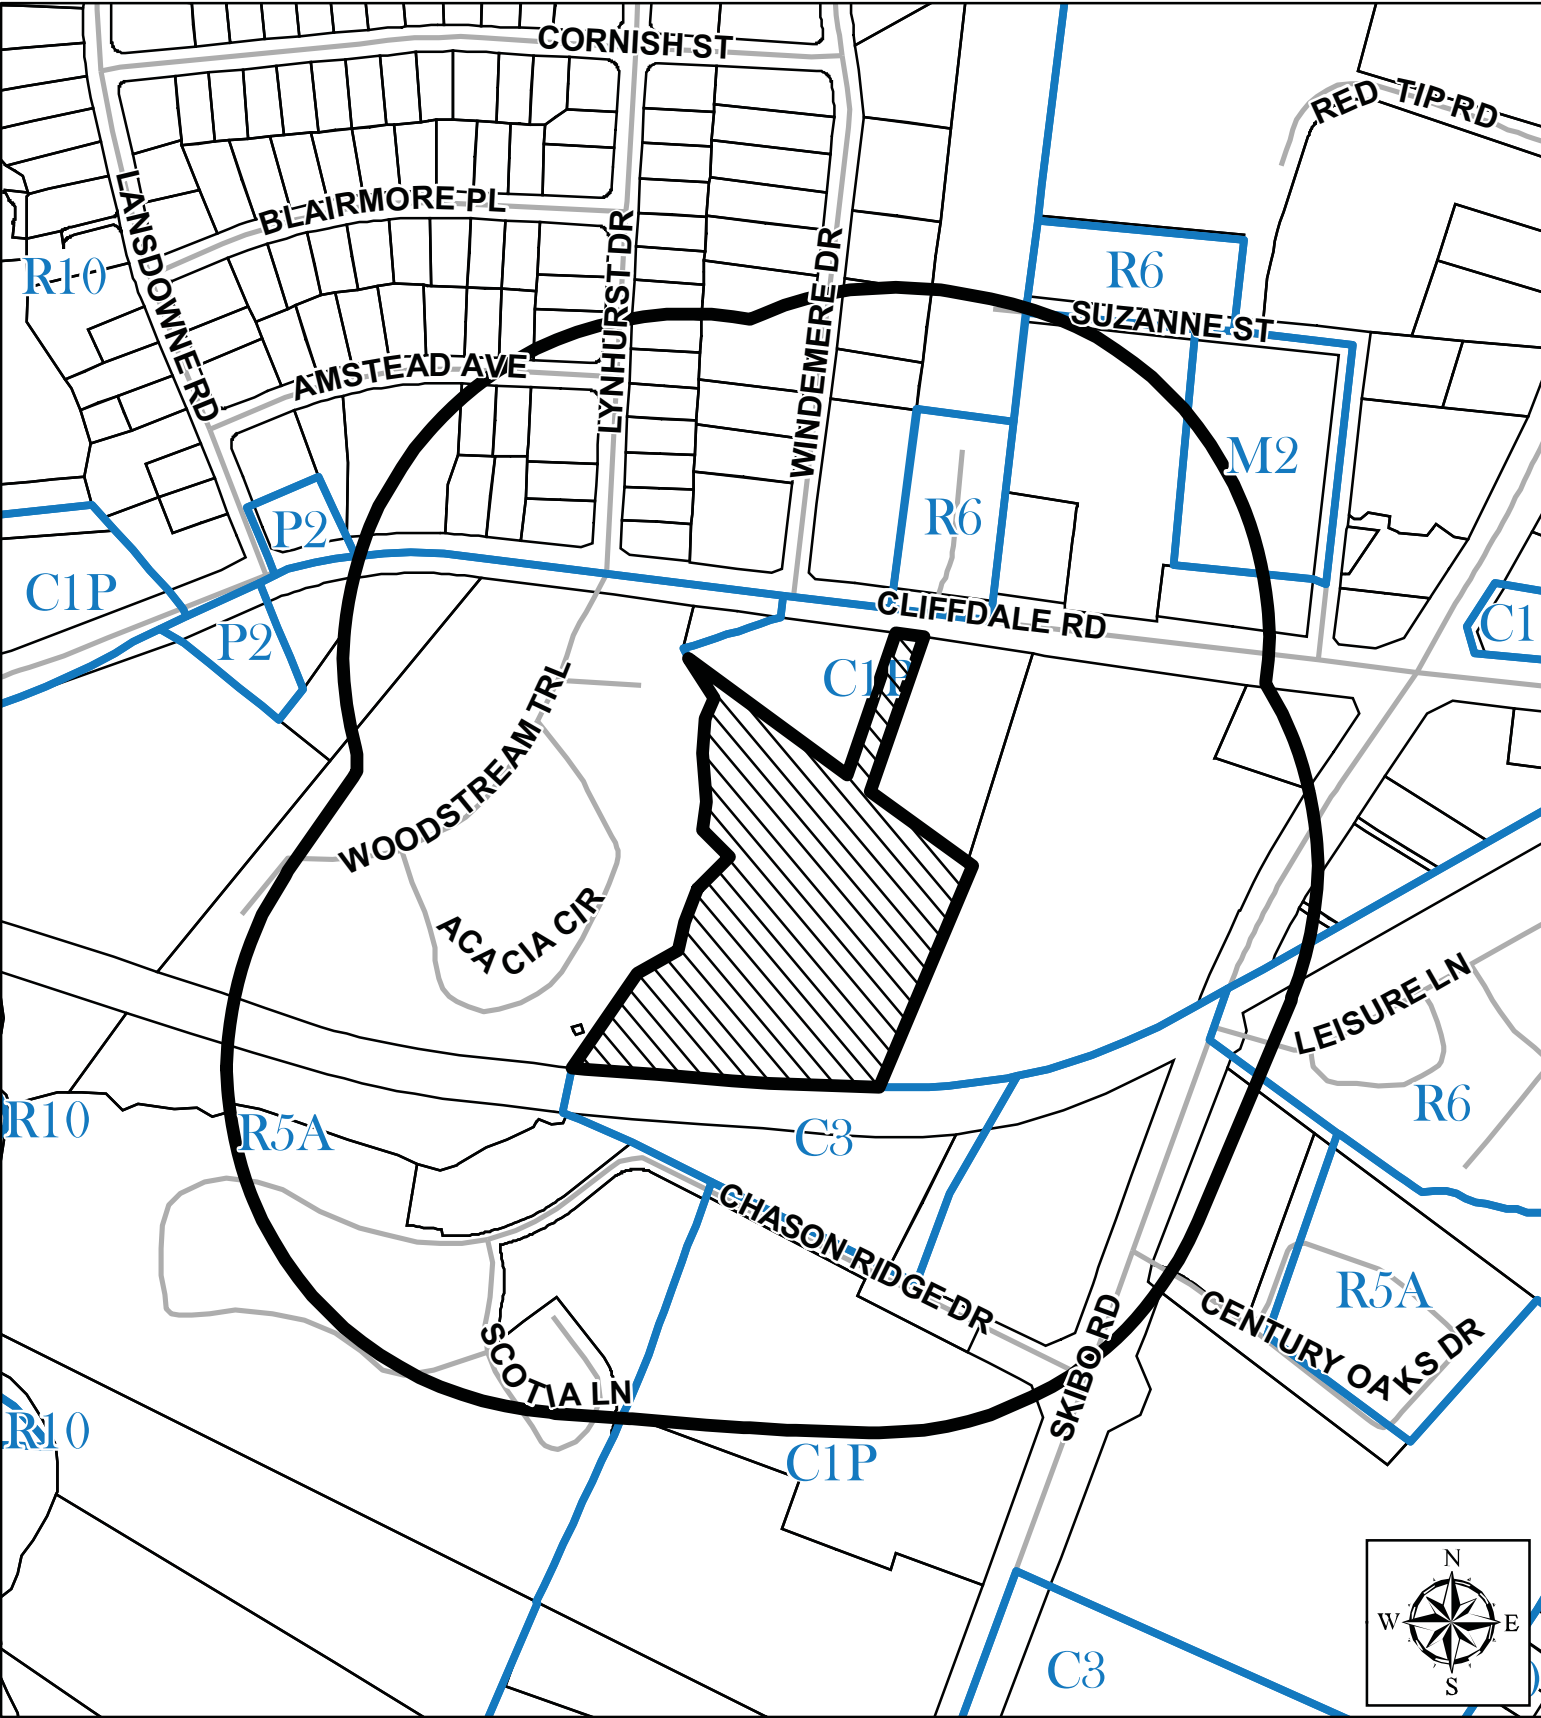 CORNISH ST
RED TIP RD
BLAIRMORE PL
LANSDOWNE RD
LYNHURST DR
WINDEMERE DR
R10
R6
SUZANNE ST
AMSTEAD AVE
M2
R6
P2
C1P
CLIFFDALE RD
C1
P2
C1P
WOODSTREAM TRL
ACACIA CIR
LEISURE LN
R10
R5A
C3
R6
CHASON RIDGE DR
R5A
CENTURY OAKS DR
SCOTIA LN
SKIBO RD
R10
C1P
N
W E
S
C3